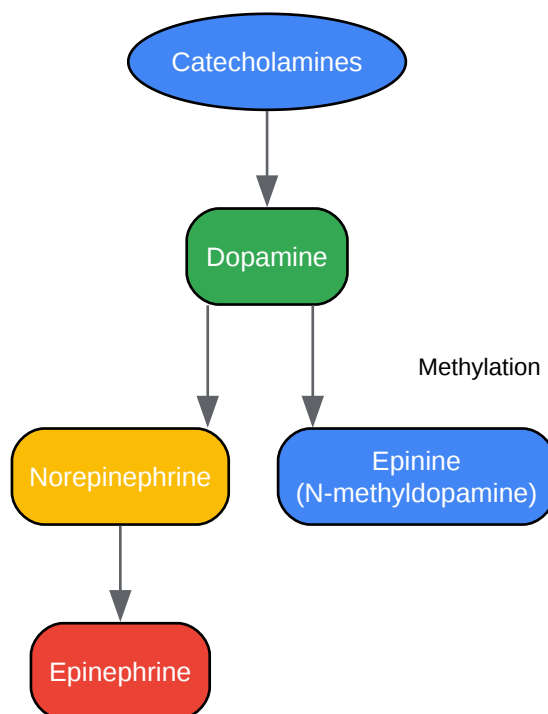 Catecholamines
Dopamine
Methylation
Norepinephrine
Epinine
(N-methyldopamine)
Epinephrine